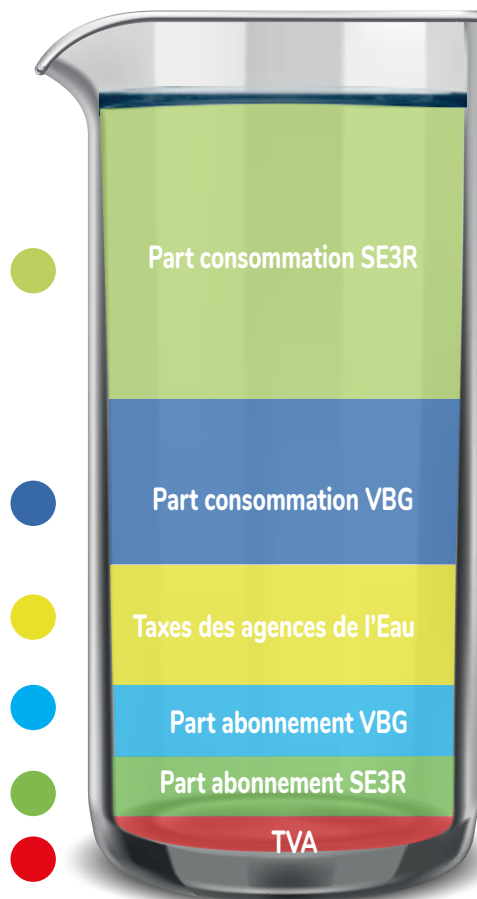 Part consommation SE3R
Part consommation VBG
Taxes des agences de l'Eau
Part abonnement VBG
Part abonnement SE3R
TVA